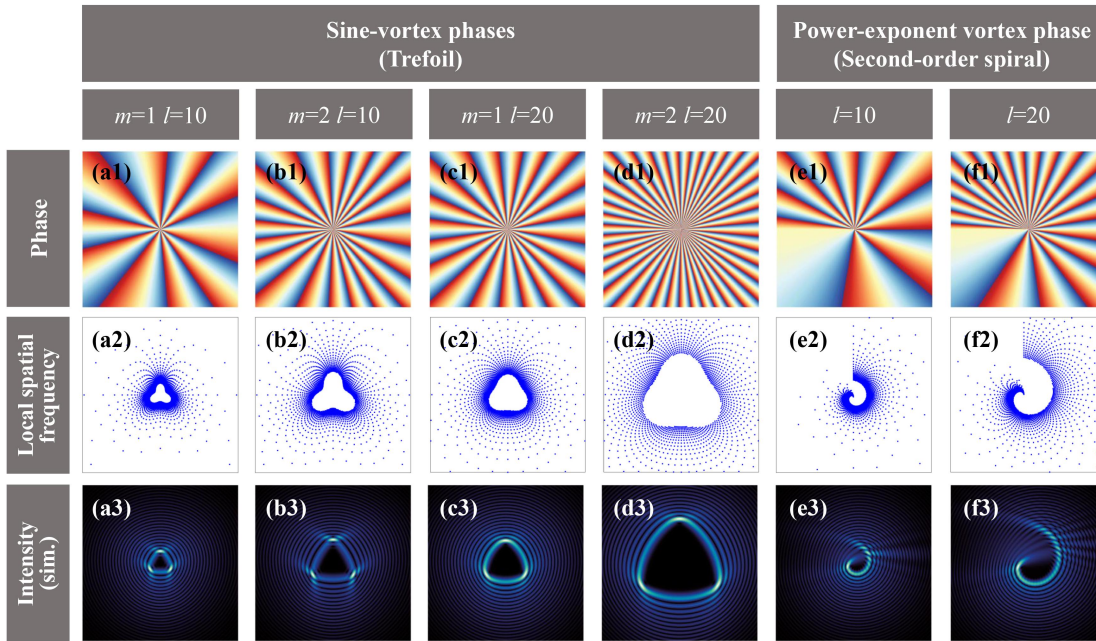 Sine-vortex phases
(Trefoil)
Power-exponent vortex phase
(Second-order spiral)
m=1 l=10
m=2 l=10
m=1 l=20
m=2 l=20
l=10
l=20
Phase
(a1)
(b1)
(c1)
(d1)
(e1)
(f1)
Local spatial
frequency
(a2)
(b2)
(c2)
(d2)
(e2)
(f2)
Intensity
(sim.)
(a3)
(b3)
(c3)
(d3)
(e3)
(f3)